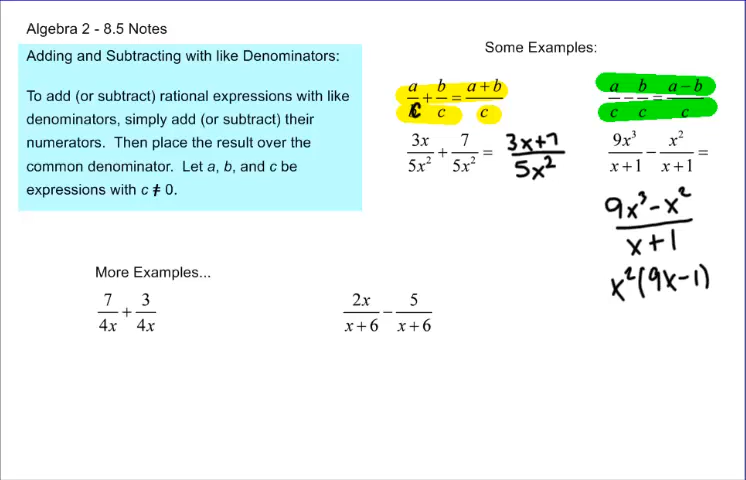 Algebra 2 - 8.5 Notes
Adding and Subtracting with like Denominators:
To add (or subtract) rational expressions with like
denominators, simply add (or subtract) their
numerators. Then place the result over the
common denominator. Let a, b, and c be
expressions with c ≠ 0.
Some Examples:
a/c + b/c = a+b/c
3x/5x² + 7/5x² = 3x+7/5x²
a/c − b/c = a−b/c
9x³/x+1 − x²/x+1 =
9x³−x²/x+1
x²(9x−1)
More Examples...
7/4x + 3/4x
2x/x+6 − 5/x+6